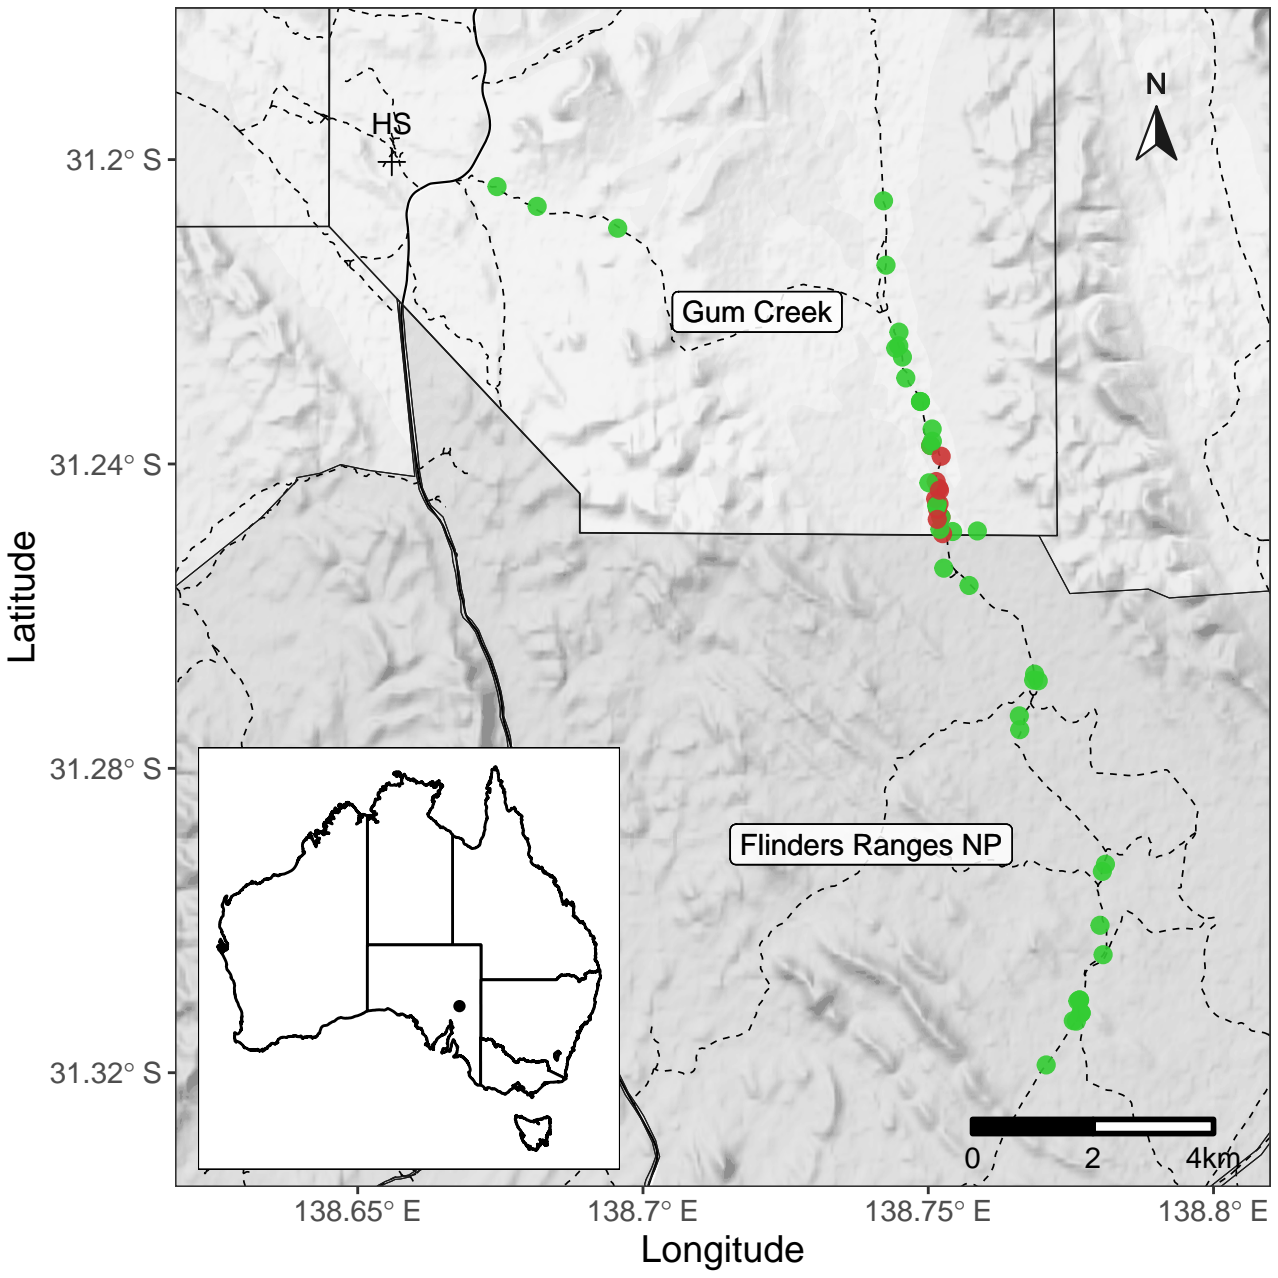 N
HS
31.2° S
Gum Creek
31.24° S
Latitude
31.28° S
Flinders Ranges NP
31.32° S
0 2 4km
138.65° E 138.7° E 138.75° E 138.8° E
Longitude